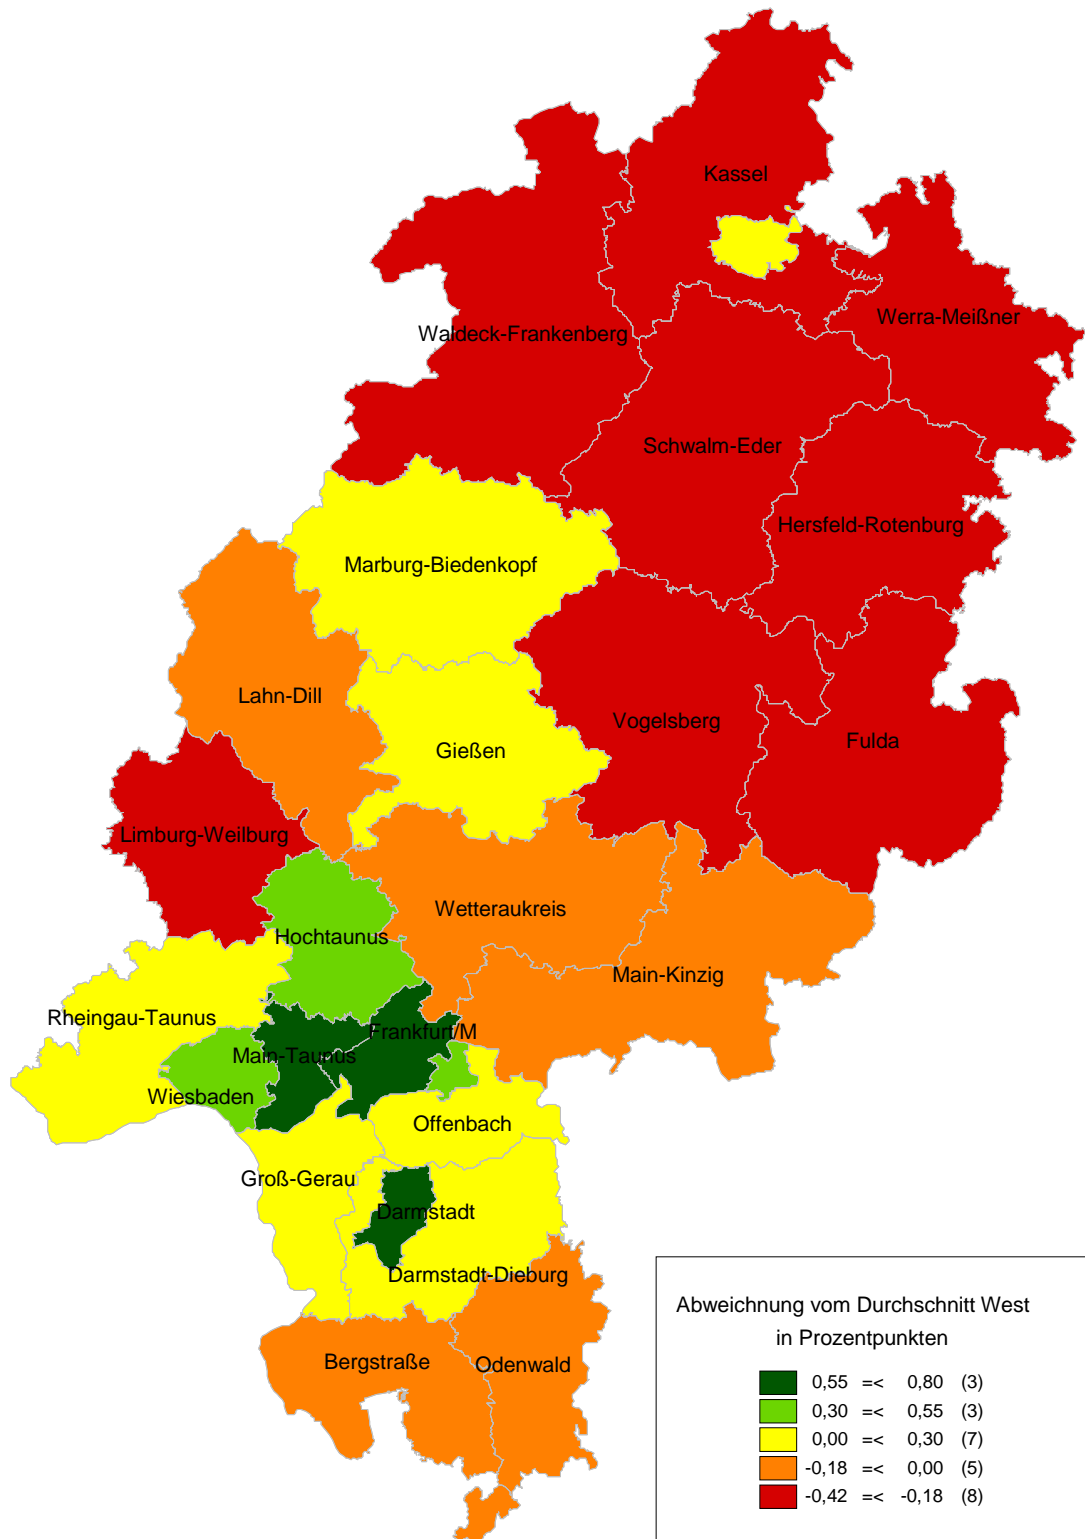 Kassel
Werra-Meißner
Waldeck-Frankenberg
Schwalm-Eder
Hersfeld-Rotenburg
Marburg-Biedenkopf
Lahn-Dill
Vogelsberg
Fulda
Gießen
Limburg-Weilburg
Wetteraukreis
Hochtaunus
Main-Kinzig
Rheingau-Taunus
Frankfurt/M
Main-Taunus
Wiesbaden
Offenbach
Groß-Gerau
Darmstadt
Darmstadt-Dieburg
Bergstraße
Odenwald
Abweichnung vom Durchschnitt West
in Prozentpunkten
0,55 =< 0,80 (3)
0,30 =< 0,55 (3)
0,00 =< 0,30 (7)
-0,18 =< 0,00 (5)
-0,42 =< -0,18 (8)